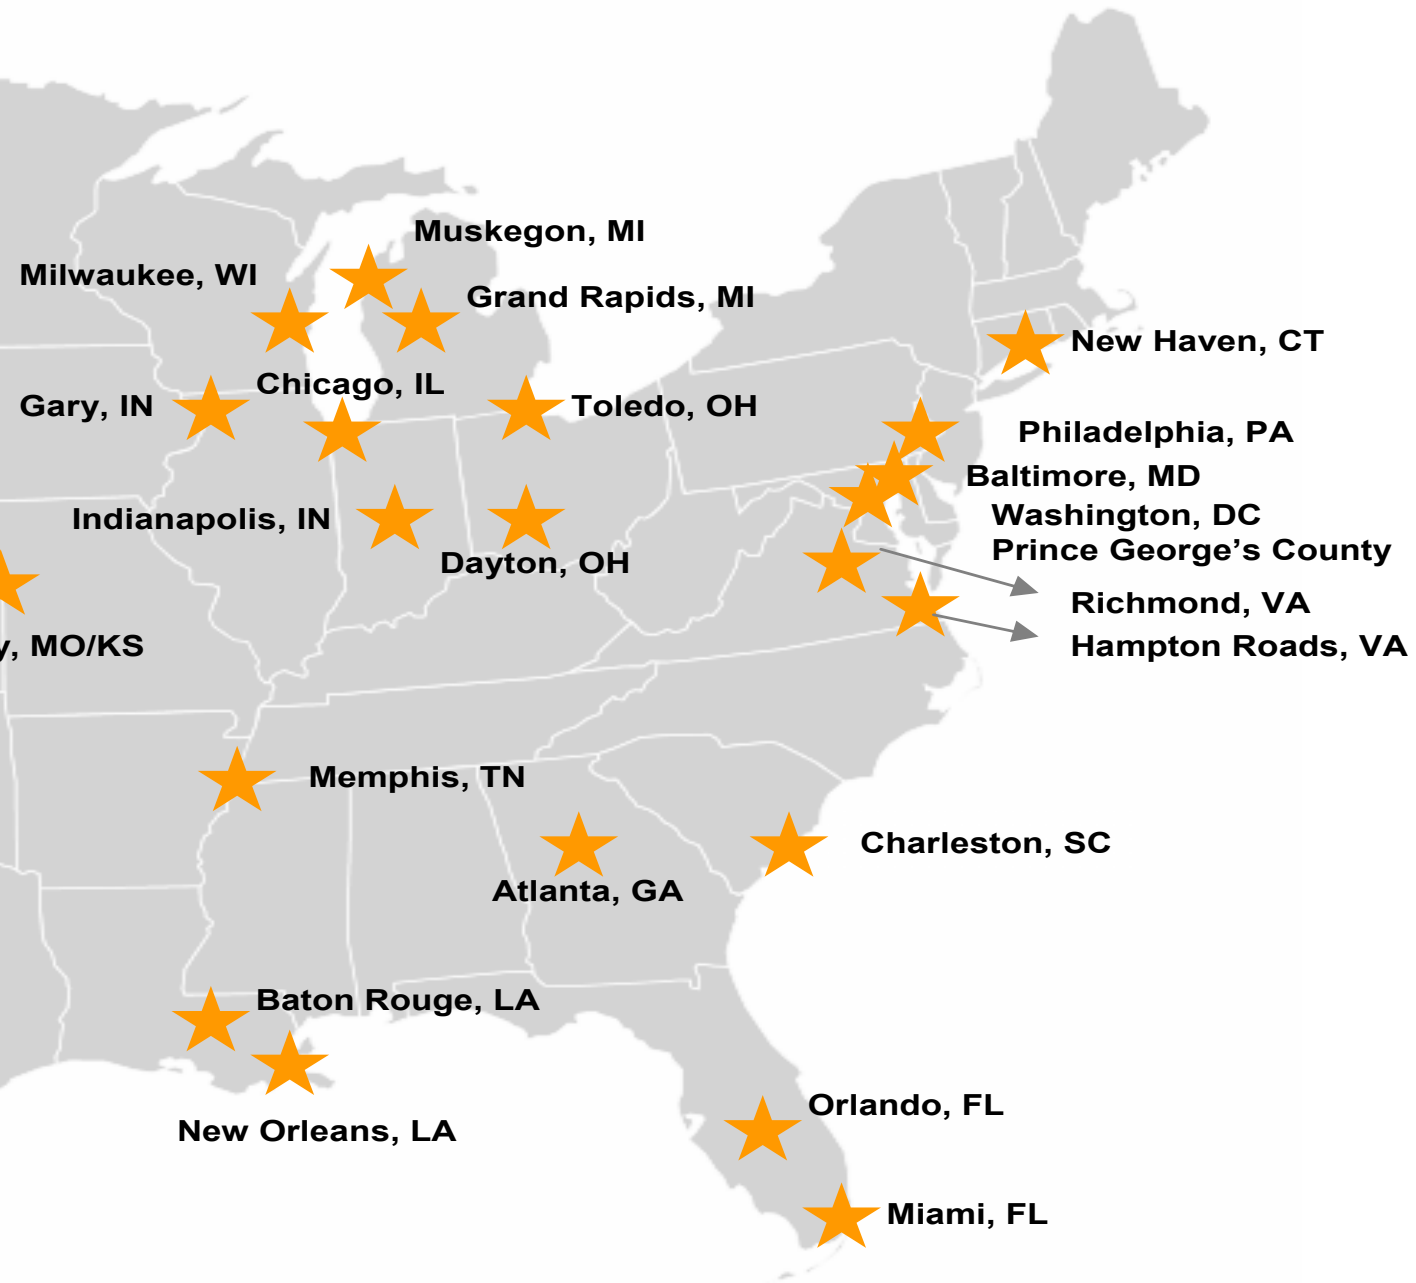 Muskegon, MI
Milwaukee, WI
Grand Rapids, MI
New Haven, CT
Chicago, IL
Gary, IN
Toledo, OH
Philadelphia, PA
Baltimore, MD
Washington, DC
Indianapolis, IN
Prince George’s County
Dayton, OH
Richmond, VA
Hampton Roads, VA
y, MO/KS
Memphis, TN
Charleston, SC
Atlanta, GA
Baton Rouge, LA
Orlando, FL
New Orleans, LA
Miami, FL